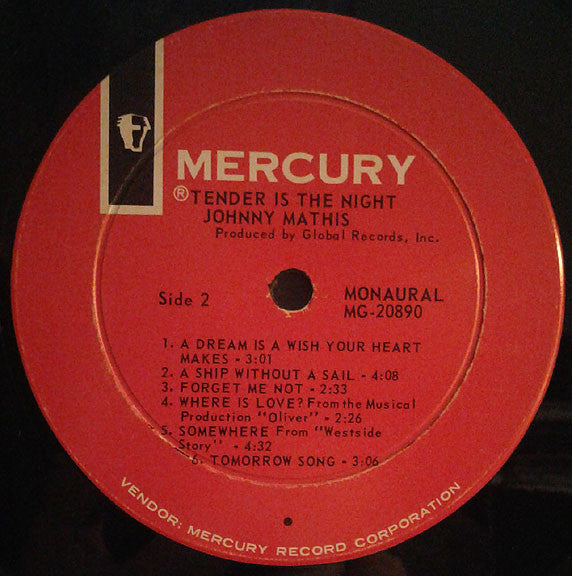 MERCURY
® TENDER IS THE NIGHT
JOHNNY MATHIS
Produced by Global Records, Inc.
Side 2
MONAURAL
MG-20890
1. A DREAM IS A WISH YOUR HEART
MAKES - 3:01
2. A SHIP WITHOUT A SAIL - 4:08
3. FORGET ME NOT - 2:33
4. WHERE IS LOVE? From the Musical
Production "Oliver" - 2:26
5. SOMEWHERE From "Westside
Story" - 4:32
6. TOMORROW SONG - 3:06
VENDOR: MERCURY RECORD CORPORATION